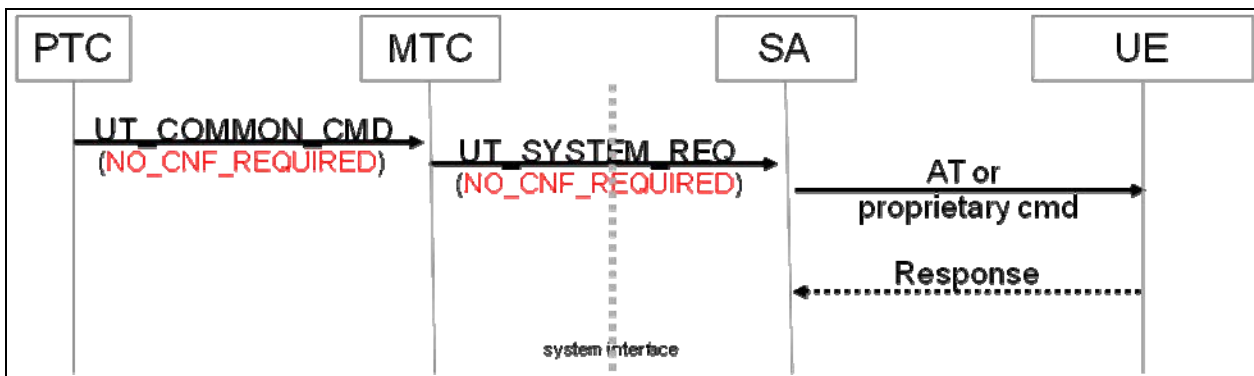 PTC
MTC
SA
UE
UT_COMMON_CMD
(NO_CNF_REQUIRED)
UT_SYSTEM_REQ
(NO_CNF_REQUIRED)
AT or
proprietary cmd
Response
system interface